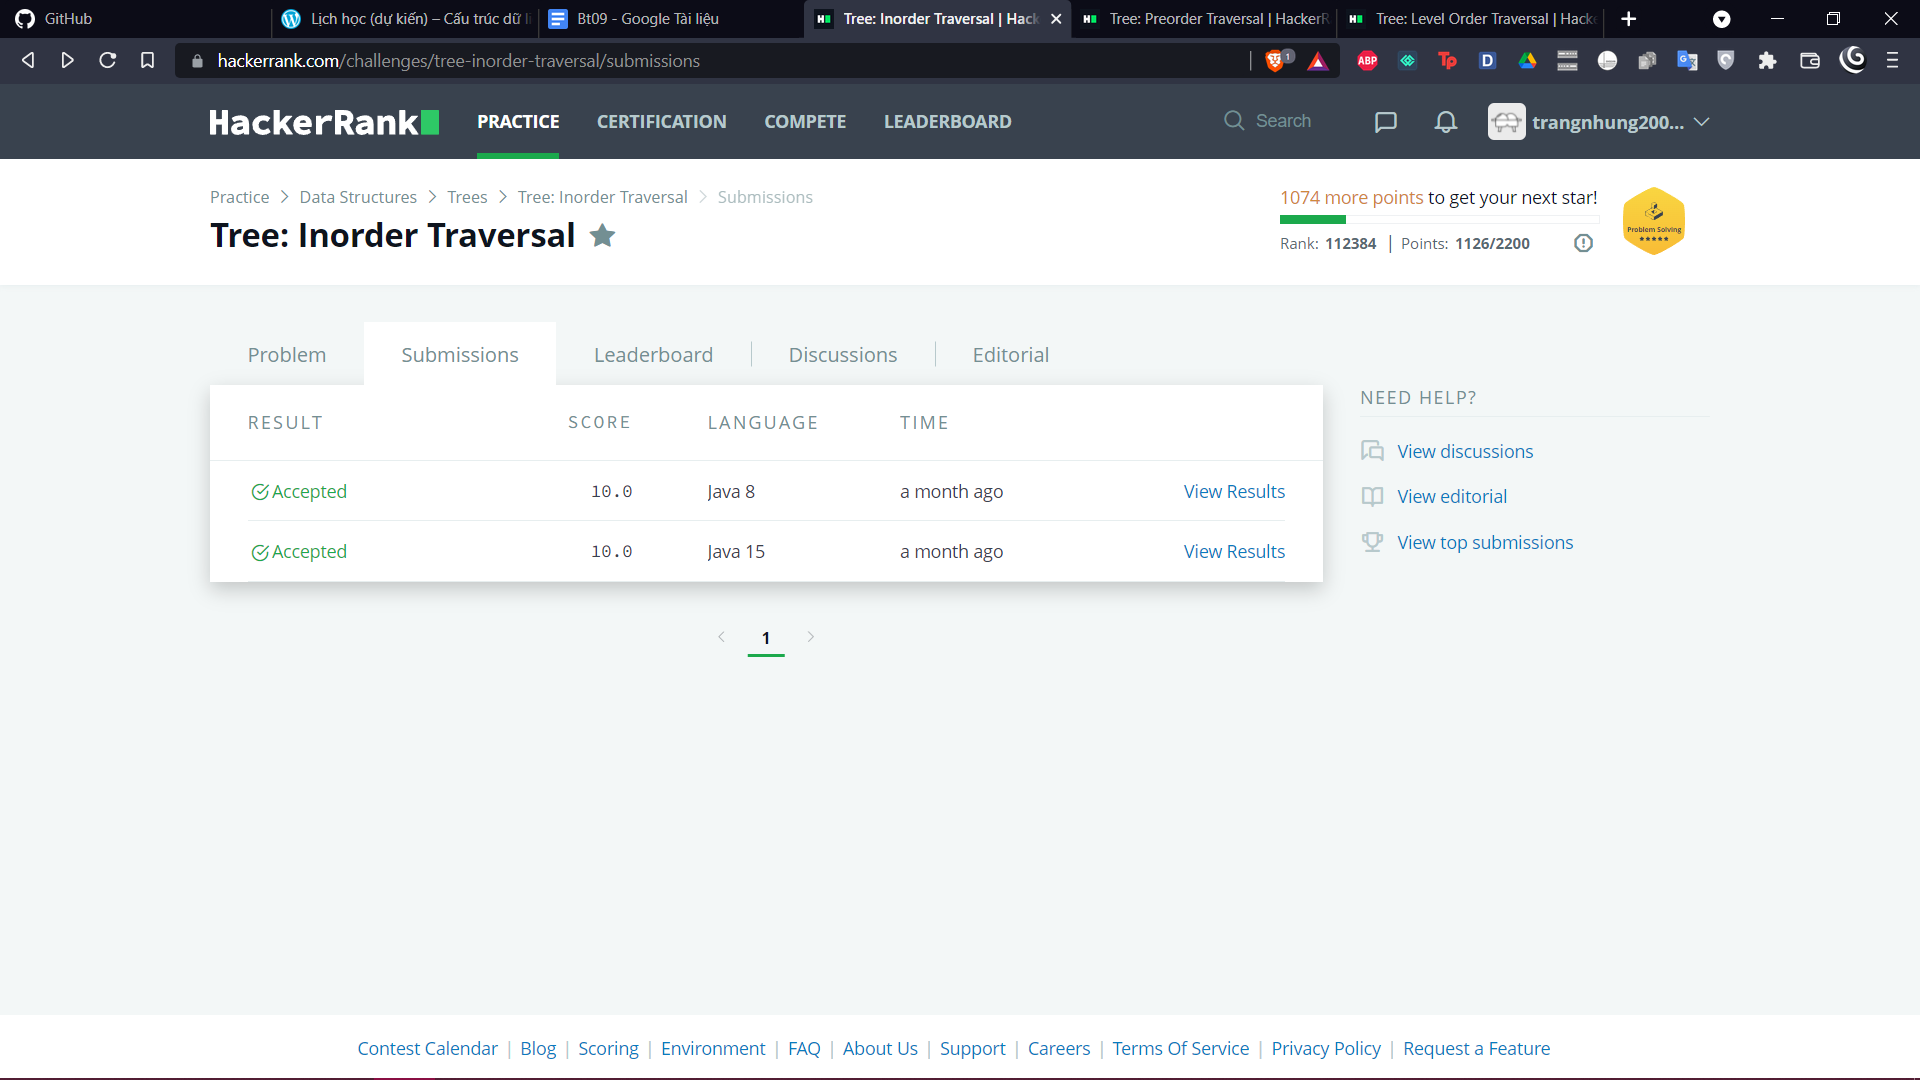 GitHub
Lịch học (dự kiến) – Cấu trúc dữ li
Bt09 - Google Tài liệu
Tree: Inorder Traversal | Hack
Tree: Preorder Traversal | HackerR
Tree: Level Order Traversal | Hacke
hackerrank.com/challenges/tree-inorder-traversal/submissions
1
ABP
Tp
D
HackerRank
PRACTICE
CERTIFICATION
COMPETE
LEADERBOARD
Search
trangnhung200...
Practice > Data Structures > Trees > Tree: Inorder Traversal > Submissions
Tree: Inorder Traversal
1074 more points to get your next star!
Rank: 112384 | Points: 1126/2200
Problem Solving
Problem
Submissions
Leaderboard
Discussions
Editorial
RESULT SCORE LANGUAGE TIME
Accepted 10.0 Java 8 a month ago View Results
Accepted 10.0 Java 15 a month ago View Results
1
NEED HELP?
View discussions
View editorial
View top submissions
Contest Calendar | Blog | Scoring | Environment | FAQ | About Us | Support | Careers | Terms Of Service | Privacy Policy | Request a Feature